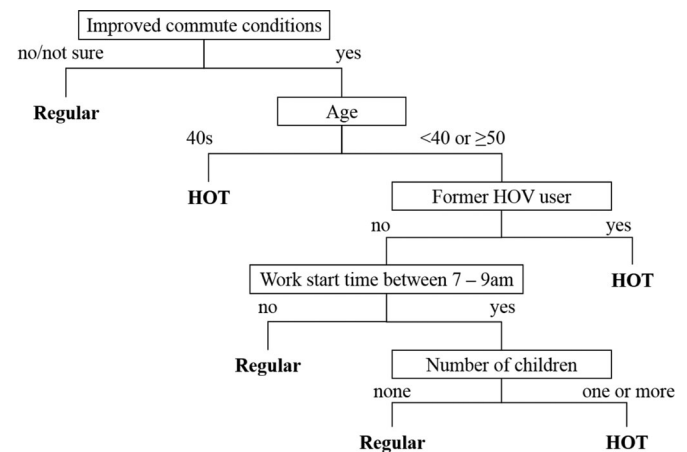 Improved commute conditions
no/not sure
yes
Regular
Age
40s
<40 or ≥50
HOT
Former HOV user
no
yes
Work start time between 7 – 9am
HOT
no
yes
Regular
Number of children
none
one or more
Regular
HOT